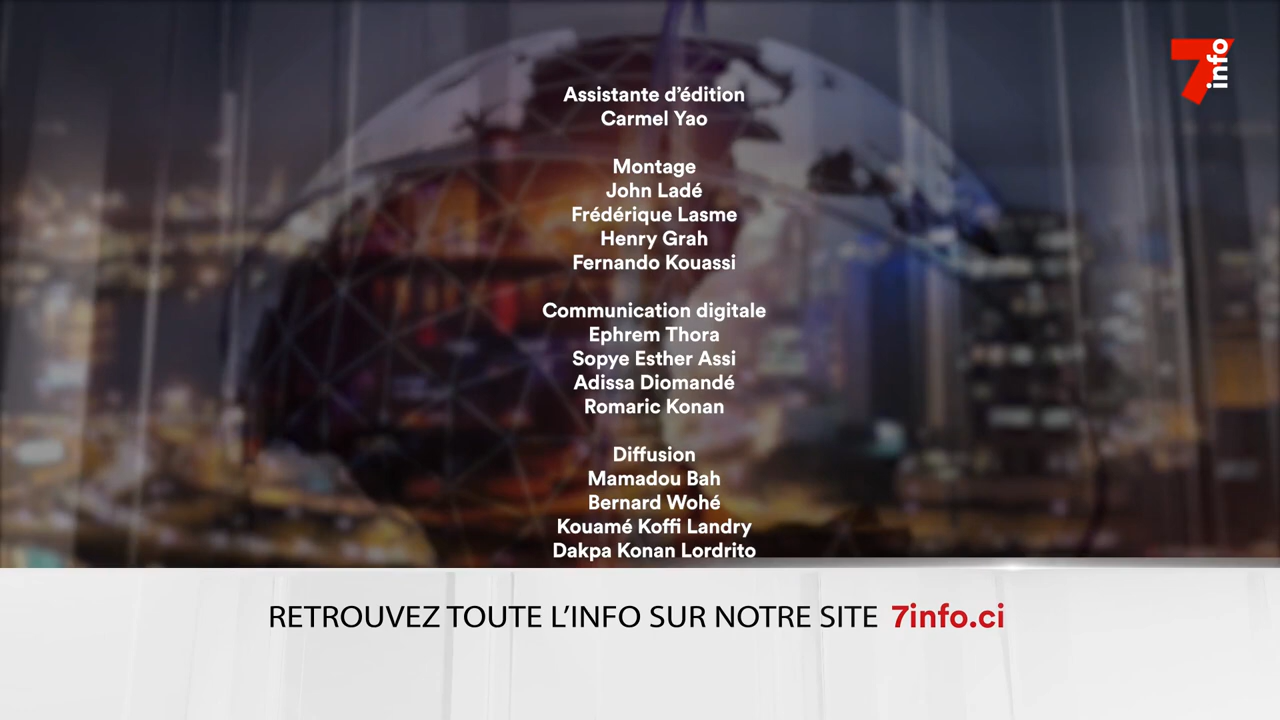 7info
Assistante d’édition
Carmel Yao
Montage
John Ladé
Frédérique Lasme
Henry Grah
Fernando Kouassi
Communication digitale
Ephrem Thora
Sopye Esther Assi
Adissa Diomandé
Romaric Konan
Diffusion
Mamadou Bah
Bernard Wohé
Kouamé Koffi Landry
Dakpa Konan Lordrito
RETROUVEZ TOUTE L’INFO SUR NOTRE SITE 7info.ci